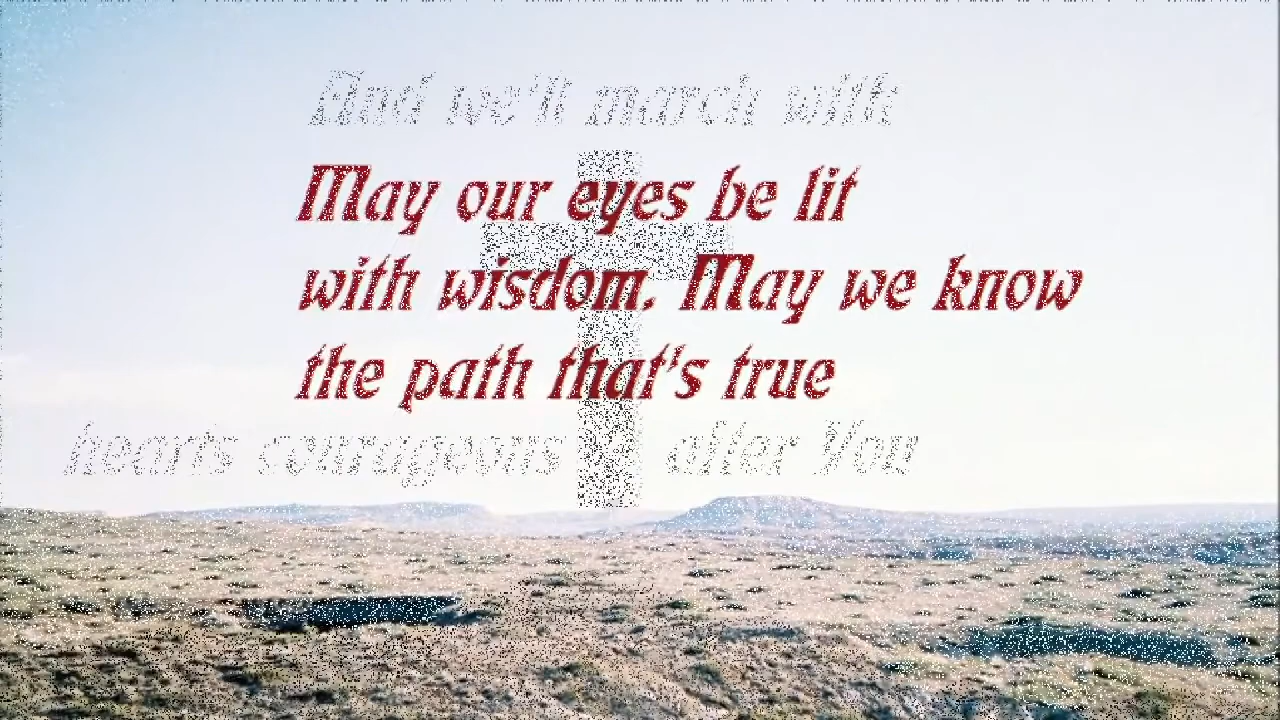 And we'll march with
May our eyes be lit
with wisdom. May we know
the path that's true
hearts courageous after You